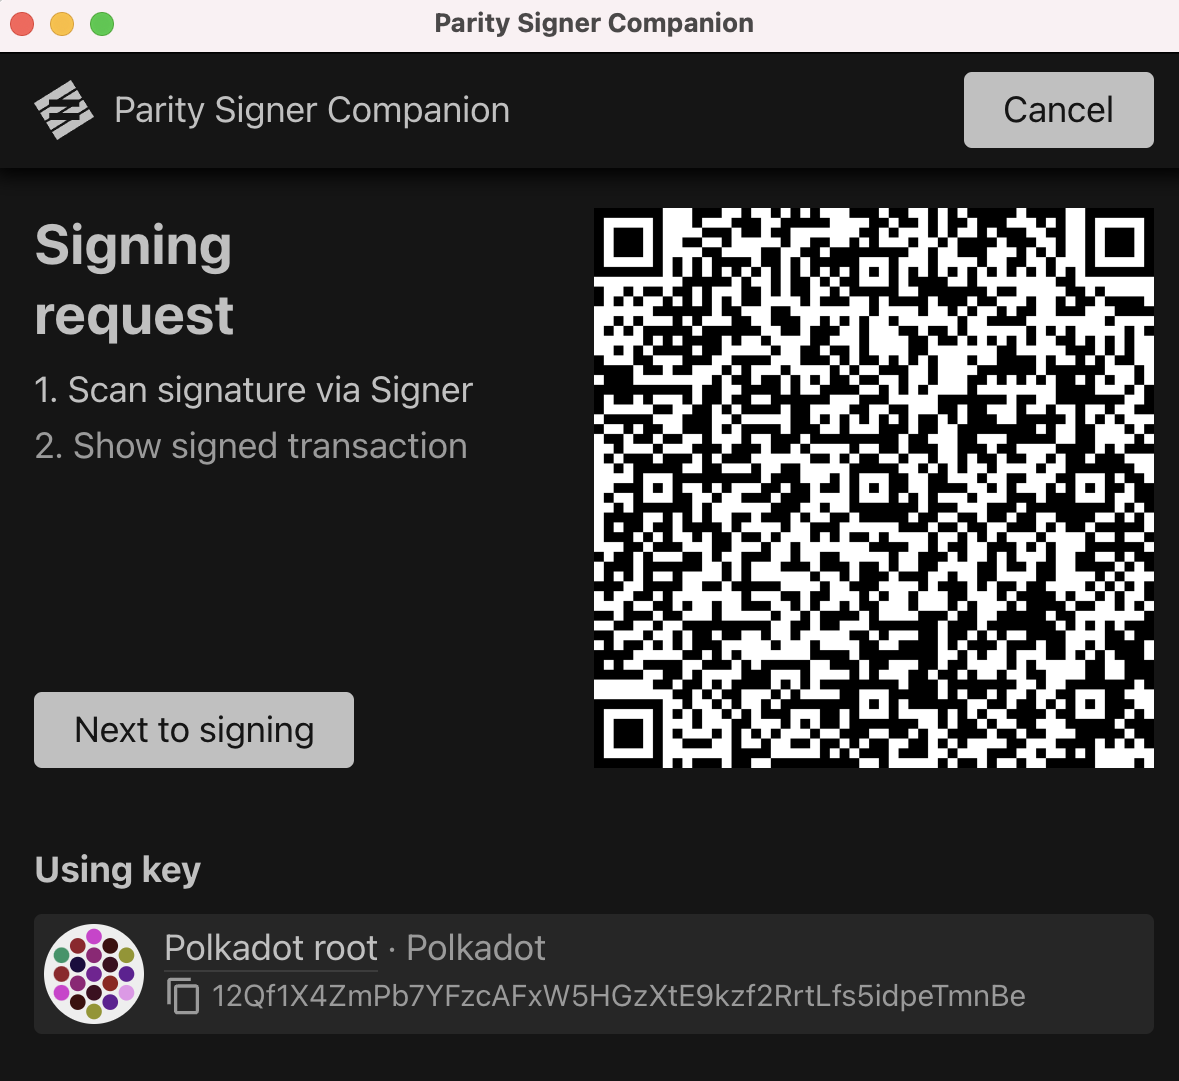 Parity Signer Companion
Parity Signer Companion
Cancel
Signing
request
1. Scan signature via Signer
2. Show signed transaction
Next to signing
Using key
Polkadot root · Polkadot
12Qf1X4ZmPb7YFzcAFxW5HGzXtE9kzf2RrtLfs5idpeTmnBe